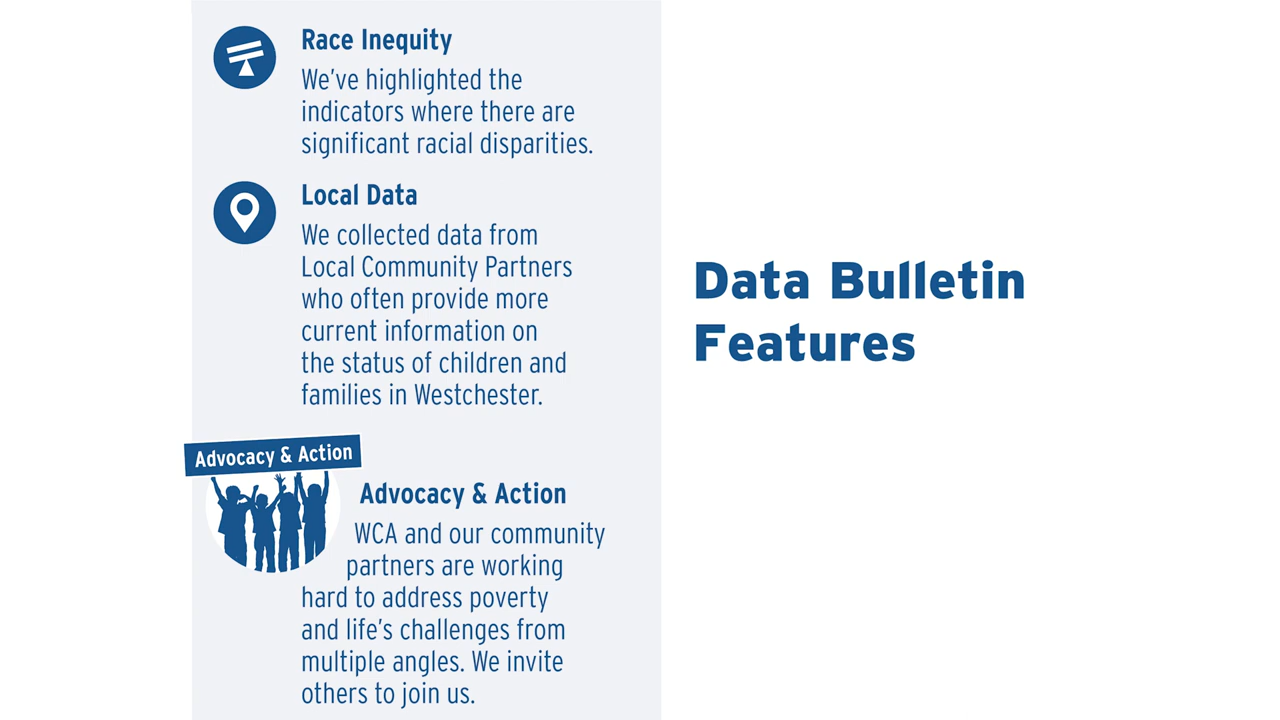 Race Inequity
We've highlighted the
indicators where there are
significant racial disparities.
Local Data
We collected data from
Local Community Partners
who often provide more
current information on
the status of children and
families in Westchester.
Advocacy & Action
Advocacy & Action
WCA and our community
partners are working
hard to address poverty
and life's challenges from
multiple angles. We invite
others to join us.
Data Bulletin
Features